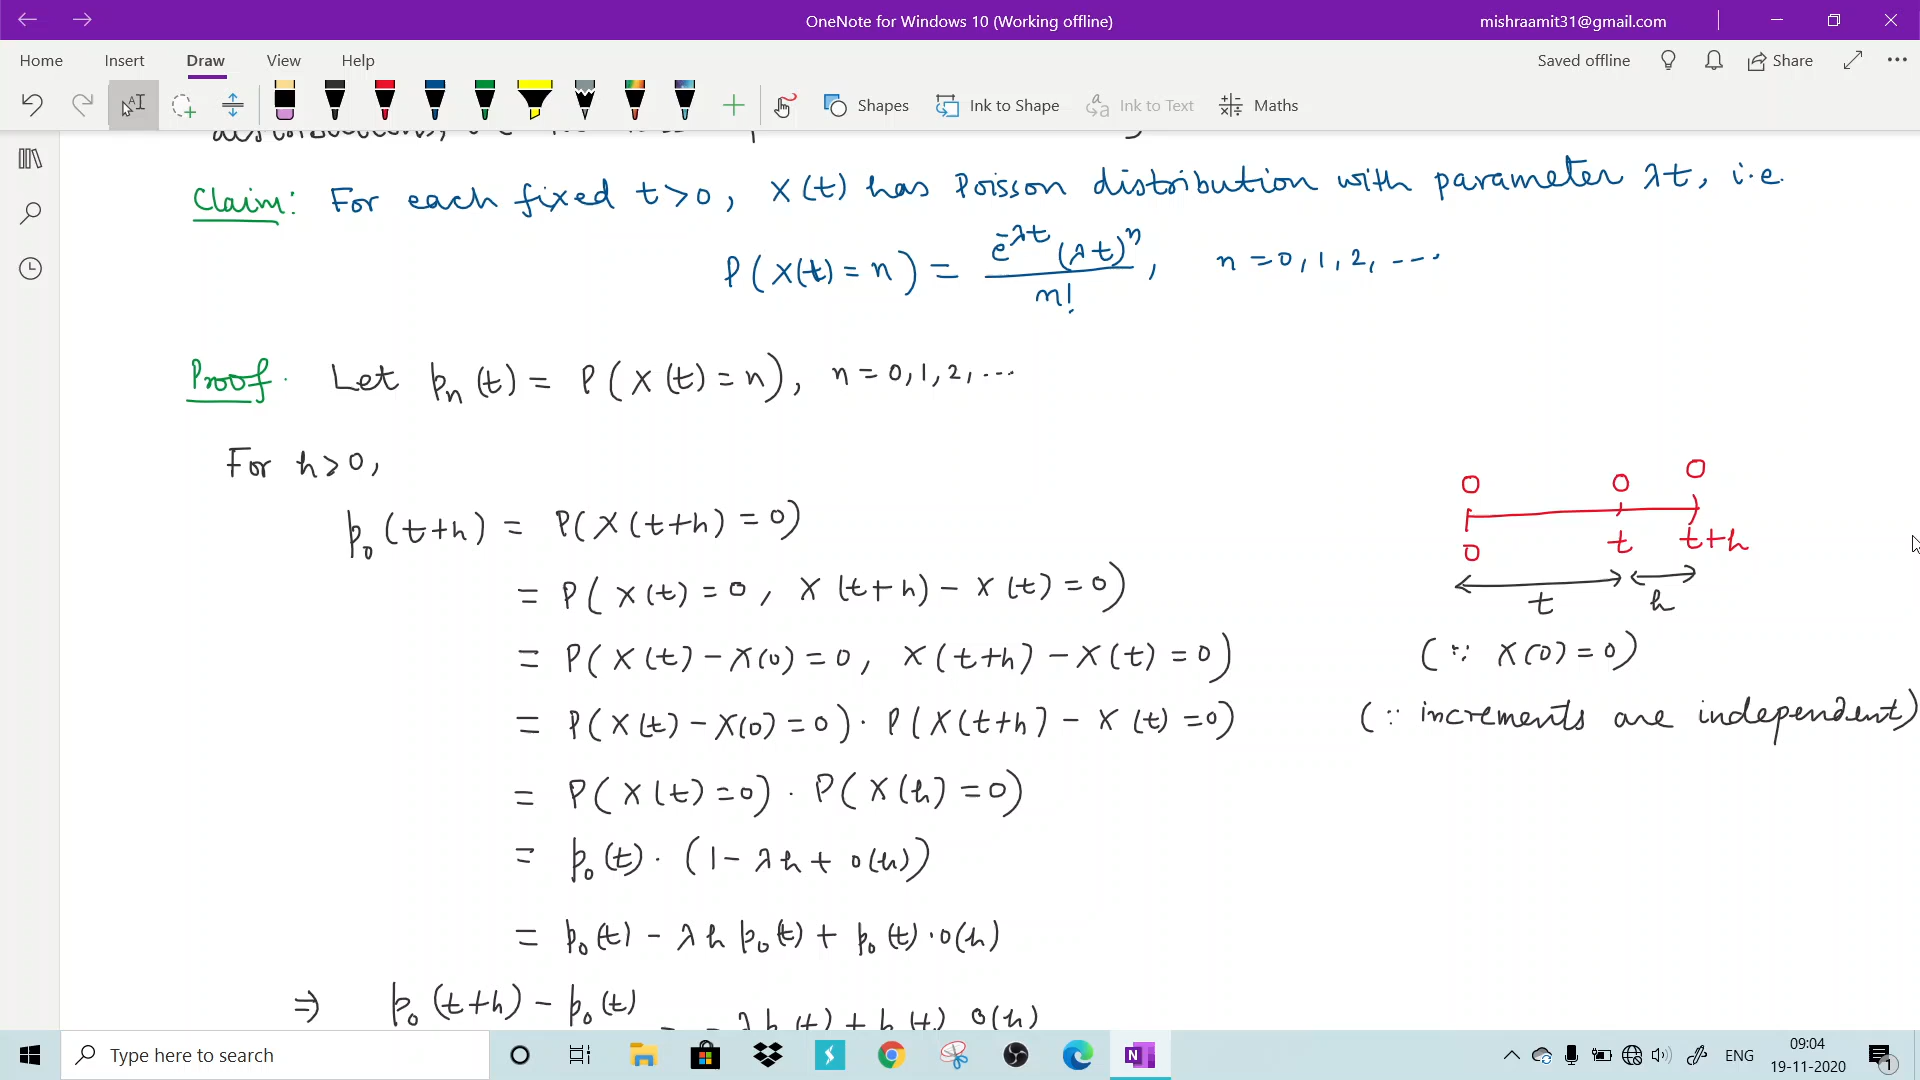 OneNote for Windows 10 (Working offline)
mishraamit31@gmail.com
Home Insert Draw View Help
Saved offline Share
Shapes Ink to Shape Ink to Text Maths
Claim: For each fixed t>0, X(t) has Poisson distribution with parameter λt, i.e.
P(X(t)=n) = e^{-λt} (λt)^n / n!, n=0,1,2,....
Proof. Let p_n(t) = P(X(t)=n), n=0,1,2,...
For h>0,
p_0(t+h) = P(X(t+h)=0)
0 0 0
0 t t+h
t h
= P(X(t)=0, X(t+h)-X(t)=0)
= P(X(t)-X(0)=0, X(t+h)-X(t)=0) (∵ X(0)=0)
= P(X(t)-X(0)=0)·P(X(t+h)-X(t)=0) (∵ increments are independent)
= P(X(t)=0)·P(X(h)=0)
= p_0(t)·(1-λh+o(h))
= p_0(t)-λh p_0(t)+p_0(t)·o(h)
⇒ p_0(t+h)-p_0(t)
Type here to search
ENG
09:04
19-11-2020
1